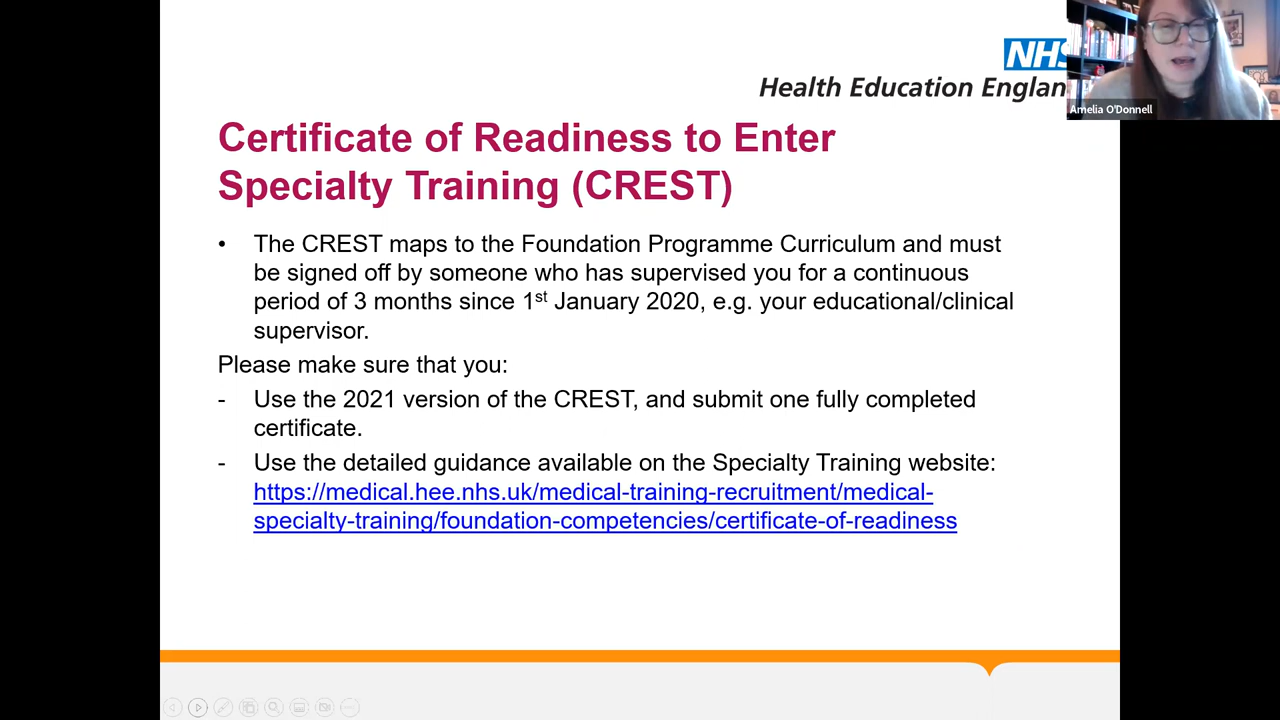 NHS
Health Education Englan
Amelia O'Donnell
Certificate of Readiness to Enter
Specialty Training (CREST)
• The CREST maps to the Foundation Programme Curriculum and must
be signed off by someone who has supervised you for a continuous
period of 3 months since 1st January 2020, e.g. your educational/clinical
supervisor.
Please make sure that you:
- Use the 2021 version of the CREST, and submit one fully completed
certificate.
- Use the detailed guidance available on the Specialty Training website:
https://medical.hee.nhs.uk/medical-training-recruitment/medical-
specialty-training/foundation-competencies/certificate-of-readiness